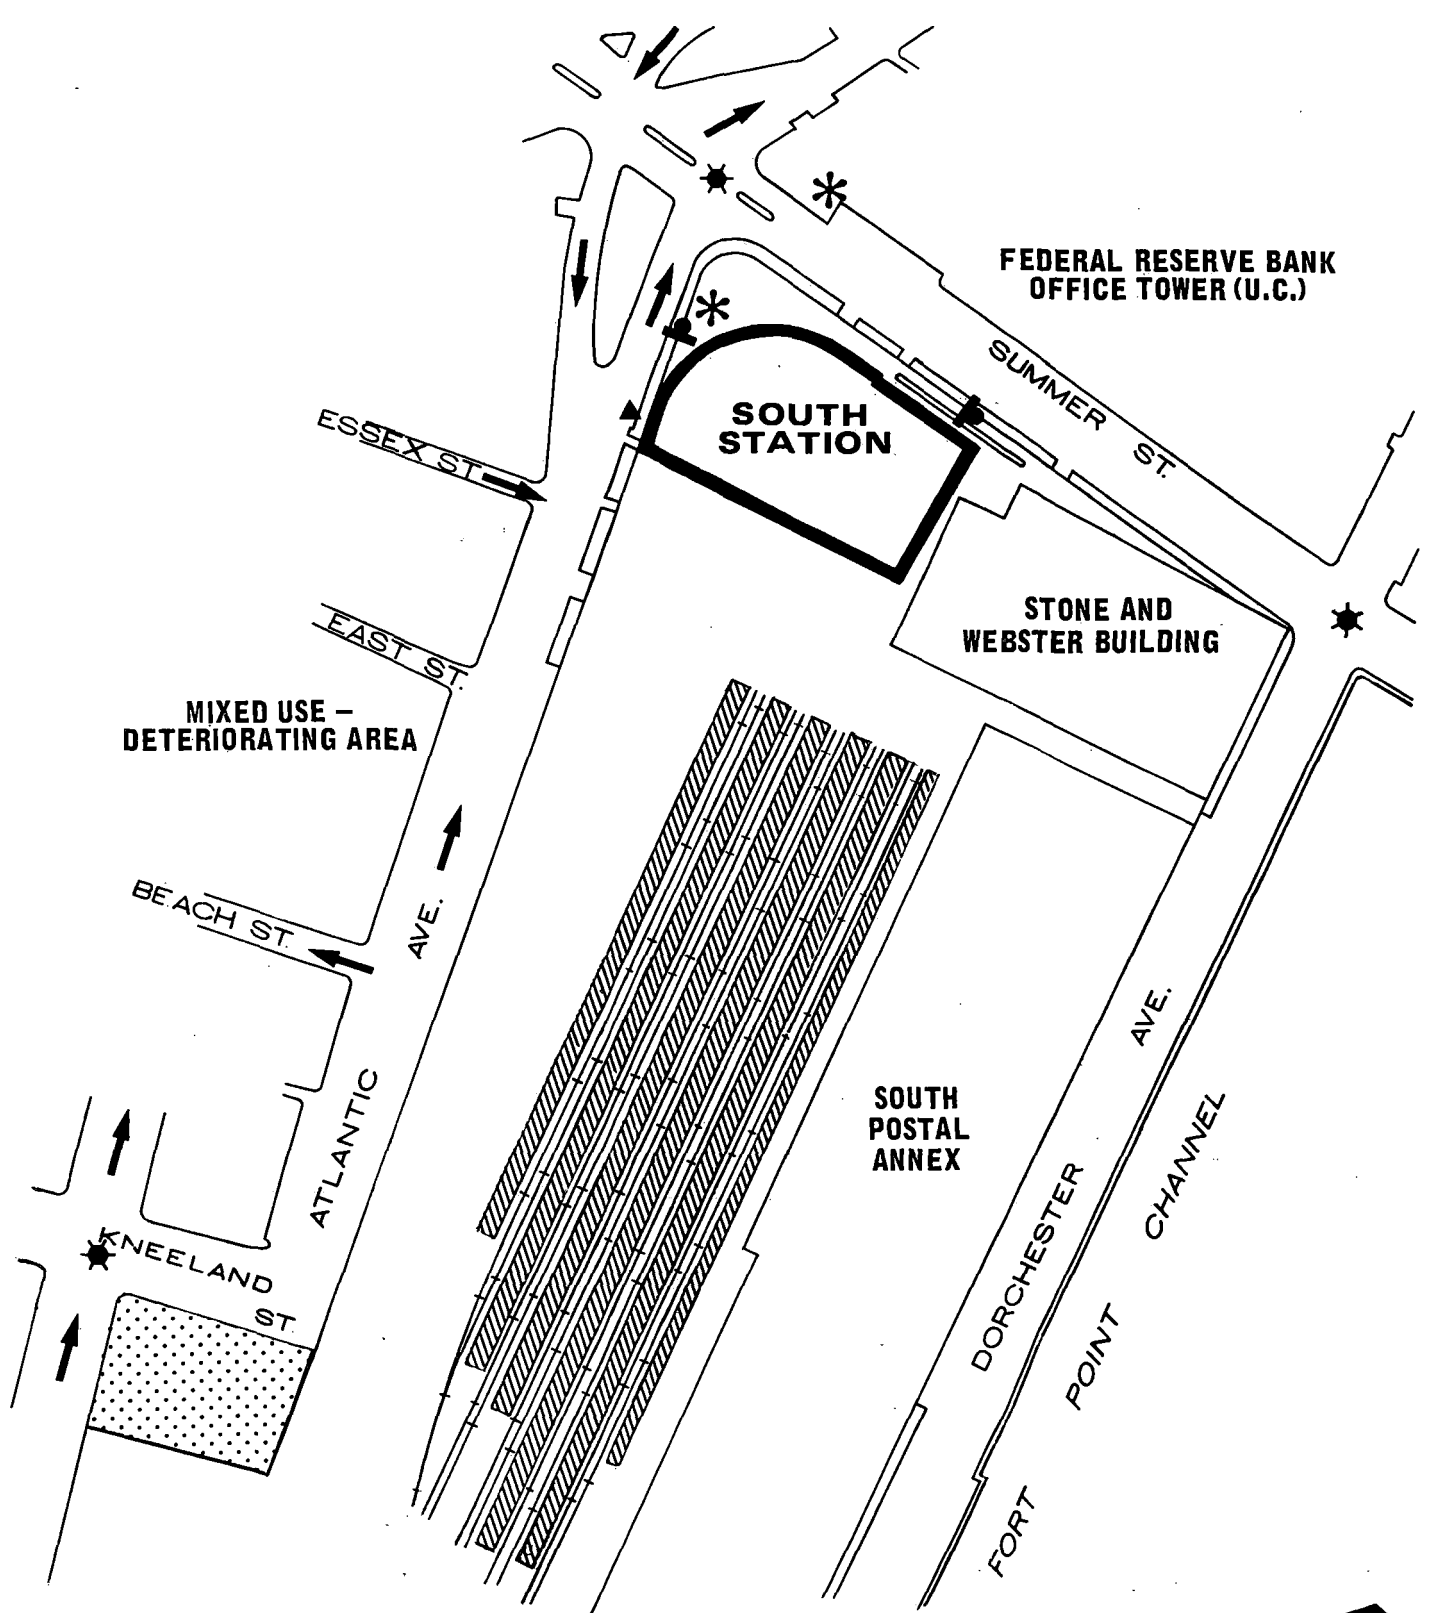 FEDERAL RESERVE BANK
OFFICE TOWER (U.C.)
SUMMER ST.
SOUTH
STATION
ESSEX ST.
STONE AND
WEBSTER BUILDING
EAST ST.
MIXED USE –
DETERIORATING AREA
BEACH ST.
ATLANTIC AVE.
SOUTH
POSTAL
ANNEX
DORCHESTER AVE.
FORT POINT CHANNEL
KNEELAND ST.